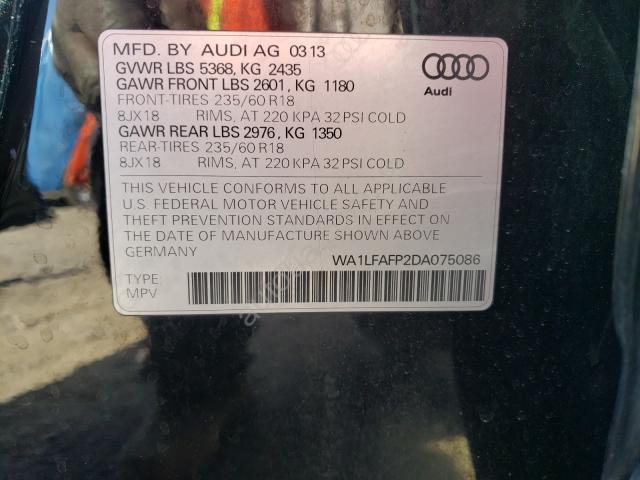 MFD. BY AUDI AG 03 13
GVWR LBS 5368, KG 2435
GAWR FRONT LBS 2601, KG 1180
FRONT-TIRES 235/60 R18
8JX18 RIMS, AT 220 KPA 32 PSI COLD
GAWR REAR LBS 2976, KG 1350
REAR-TIRES 235/60 R18
8JX18 RIMS, AT 220 KPA 32 PSI COLD
Audi
THIS VEHICLE CONFORMS TO ALL APPLICABLE
U.S. FEDERAL MOTOR VEHICLE SAFETY AND
THEFT PREVENTION STANDARDS IN EFFECT ON
THE DATE OF MANUFACTURE SHOWN ABOVE
GERMANY
WA1LFAFP2DA075086
TYPE:
MPV